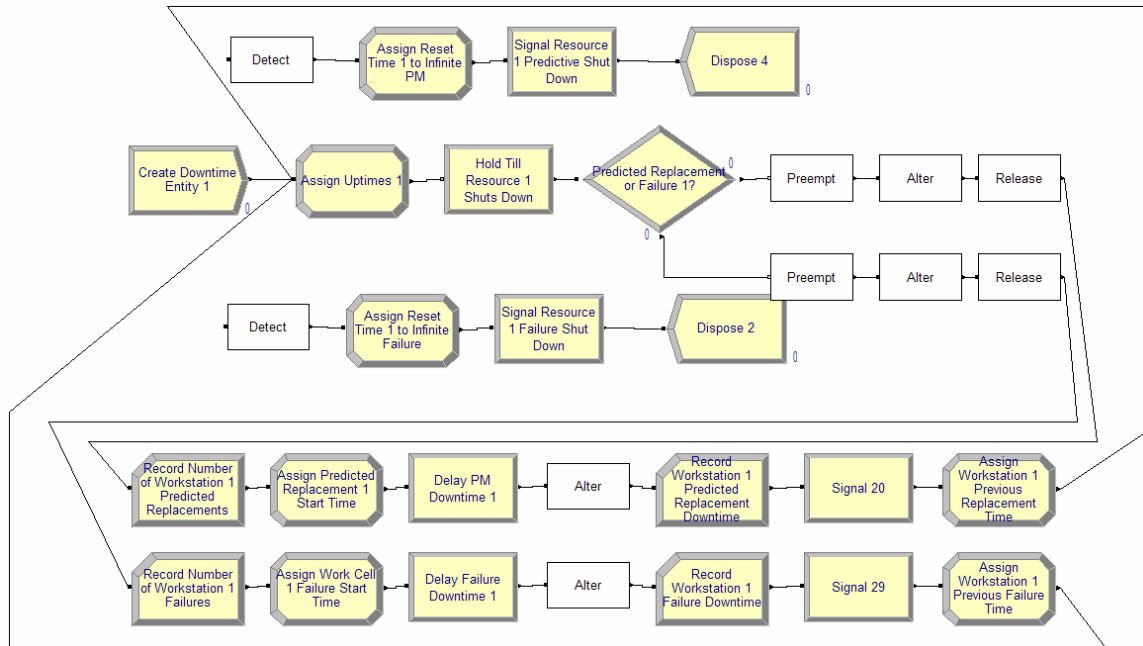 Detect
Assign Reset
Time 1 to Infinite
PM
Signal Resource
1 Predictive Shut
Down
Dispose 4
0
Create Downtime
Entity 1
0
Assign Uptimes 1
Hold Till
Resource 1
Shuts Down
Predicted Replacement
or Failure 1?
0
0
Preempt
Alter
Release
Preempt
Alter
Release
Detect
Assign Reset
Time 1 to Infinite
Failure
Signal Resource
1 Failure Shut
Down
Dispose 2
0
Record Number
of Workstation 1
Predicted
Replacements
Assign Predicted
Replacement 1
Start Time
Delay PM
Downtime 1
Alter
Record
Workstation 1
Predicted
Replacement
Downtime
Signal 20
Assign
Workstation 1
Previous
Replacement
Time
Record Number
of Workstation 1
Failures
Assign Work Cell
1 Failure Start
Time
Delay Failure
Downtime 1
Alter
Record
Workstation 1
Failure Downtime
Signal 29
Assign
Workstation 1
Previous Failure
Time